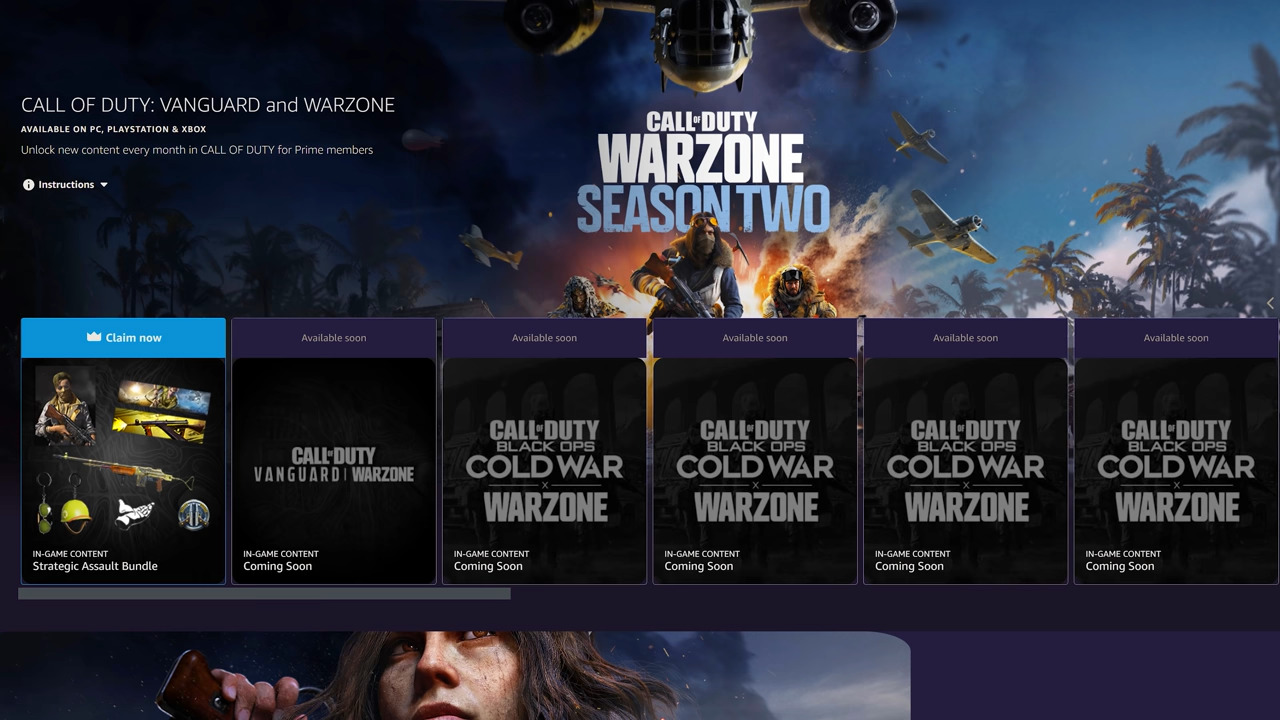 CALL OF DUTY: VANGUARD and WARZONE
AVAILABLE ON PC, PLAYSTATION & XBOX
Unlock new content every month in CALL OF DUTY for Prime members
Instructions
CALL OF DUTY
WARZONE
SEASON TWO
Claim now
IN-GAME CONTENT
Strategic Assault Bundle
Available soon
CALL OF DUTY
VANGUARD | WARZONE
IN-GAME CONTENT
Coming Soon
Available soon
CALL OF DUTY
BLACK OPS
COLD WAR
X
WARZONE
IN-GAME CONTENT
Coming Soon
Available soon
CALL OF DUTY
BLACK OPS
COLD WAR
X
WARZONE
IN-GAME CONTENT
Coming Soon
Available soon
CALL OF DUTY
BLACK OPS
COLD WAR
X
WARZONE
IN-GAME CONTENT
Coming Soon
Available soon
CALL OF DUTY
BLACK OPS
COLD WAR
X
WARZONE
IN-GAME CONTENT
Coming Soon